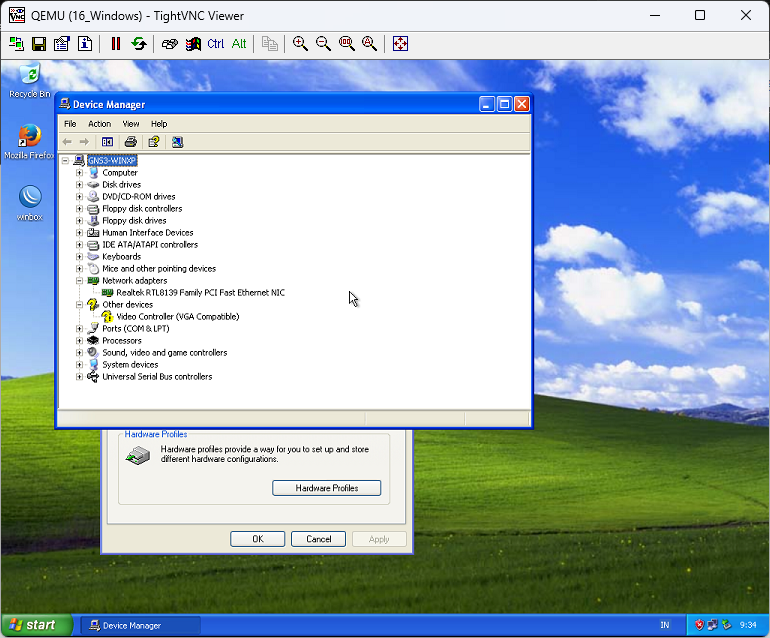 QEMU (16_Windows) - TightVNC Viewer
Ctrl Alt
Recycle Bin
Mozilla Firefox
winbox
Device Manager
File Action View Help
GNS3-WINXP
Computer
Disk drives
DVD/CD-ROM drives
Floppy disk controllers
Floppy disk drives
Human Interface Devices
IDE ATA/ATAPI controllers
Keyboards
Mice and other pointing devices
Network adapters
Realtek RTL8139 Family PCI Fast Ethernet NIC
Other devices
Video Controller (VGA Compatible)
Ports (COM & LPT)
Processors
Sound, video and game controllers
System devices
Universal Serial Bus controllers
Hardware Profiles
Hardware profiles provide a way for you to set up and store
different hardware configurations.
Hardware Profiles
OK Cancel Apply
start Device Manager IN 9:34